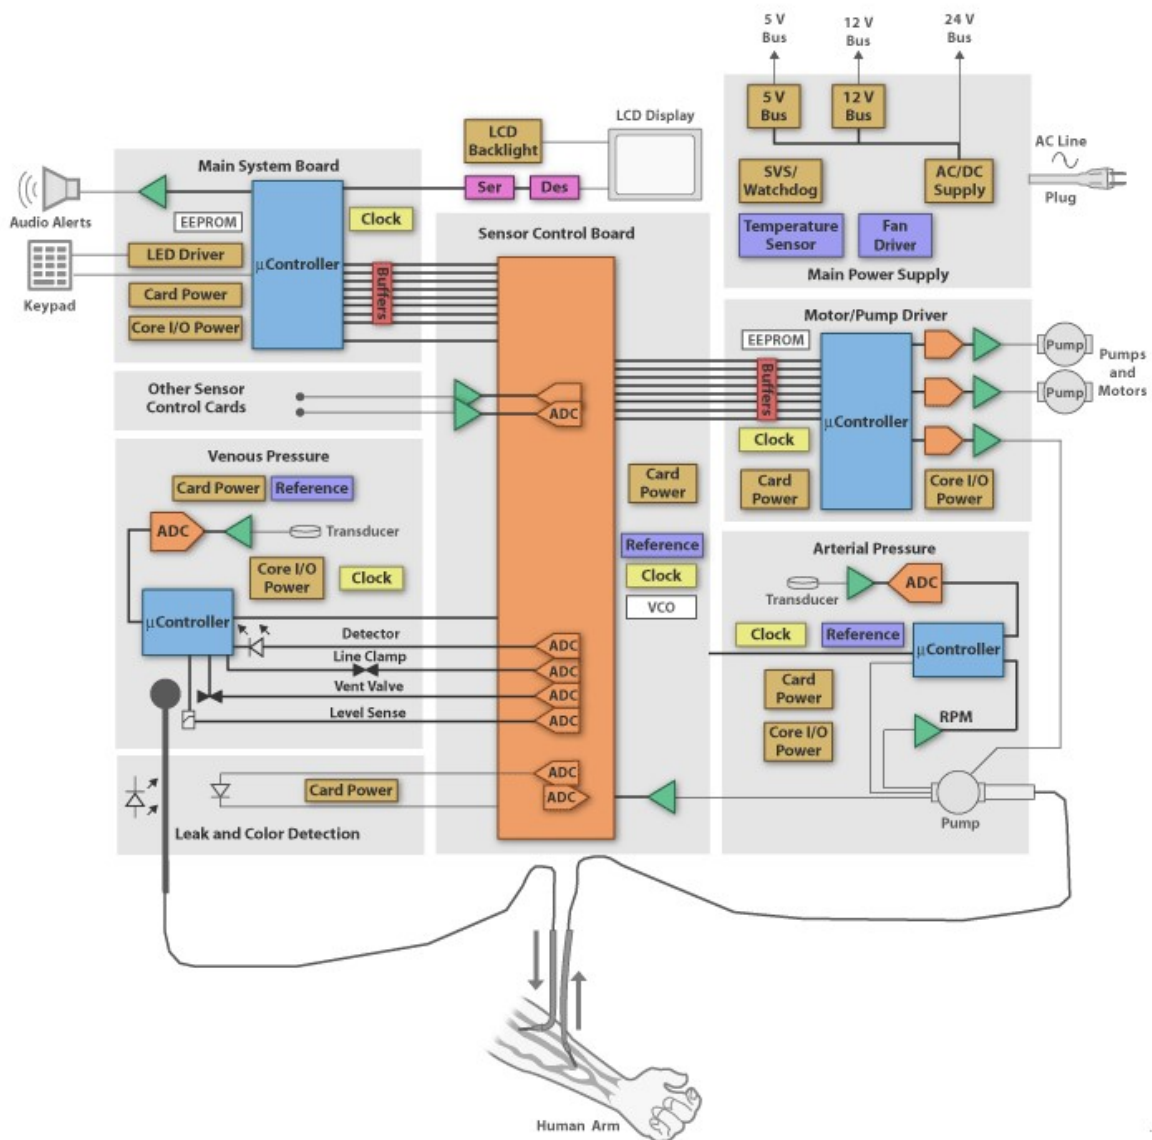 5 V
Bus
12 V
Bus
24 V
Bus
5 V
Bus
12 V
Bus
SVS/
Watchdog
AC/DC
Supply
Temperature
Sensor
Fan
Driver
Main Power Supply
AC Line
Plug
LCD Display
LCD
Backlight
Ser
Des
Main System Board
Audio Alerts
EEPROM
Clock
LED Driver
μController
Card Power
Core I/O Power
Keypad
Buffers
Sensor Control Board
Other Sensor
Control Cards
ADC
Card
Power
Reference
Clock
VCO
Motor/Pump Driver
EEPROM
Buffers
Clock
Card
Power
μController
Core I/O
Power
Pump
Pump
Pumps
and
Motors
Venous Pressure
Card Power
Reference
ADC
Transducer
Core I/O
Power
Clock
μController
Detector
ADC
Line Clamp
ADC
Vent Valve
ADC
Level Sense
ADC
Arterial Pressure
ADC
Transducer
Clock
Reference
μController
Card
Power
Core I/O
Power
RPM
Pump
ADC
ADC
Card Power
Leak and Color Detection
Human Arm